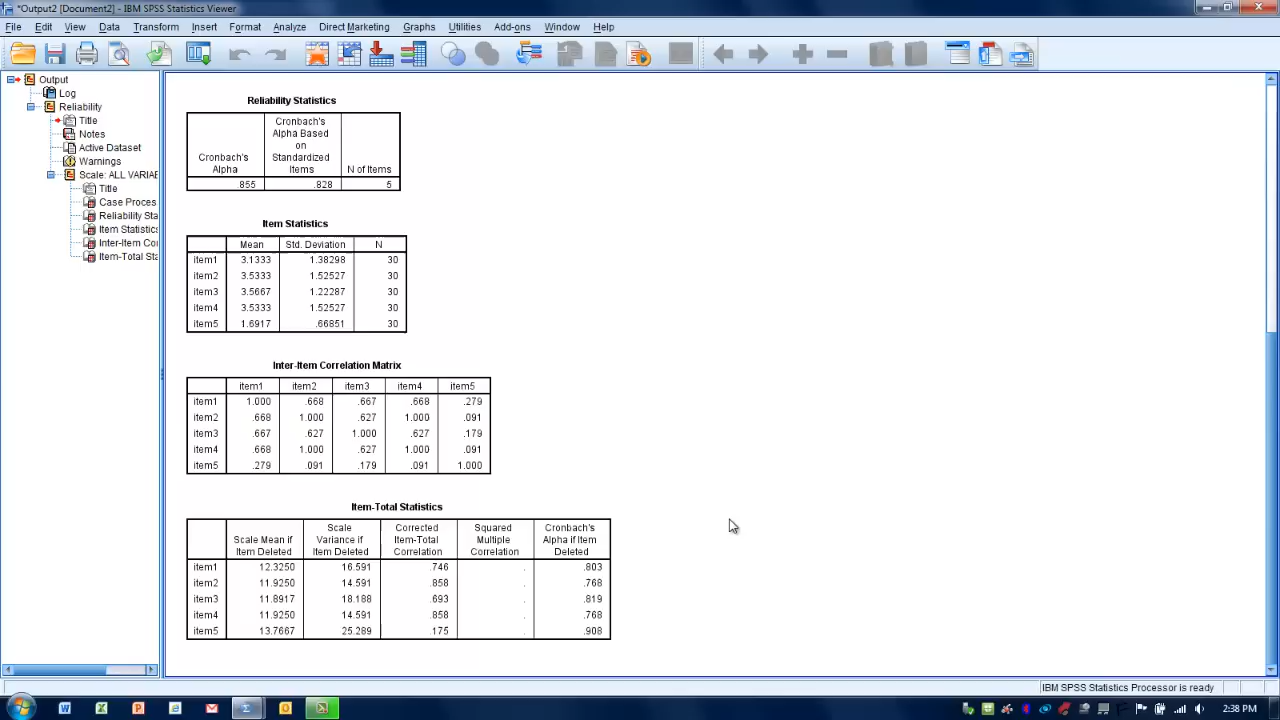 *Output2 [Document2] - IBM SPSS Statistics Viewer
File Edit View Data Transform Insert Format Direct Marketing Graphs Utilities Add-ons Window Help
Output
Log
Reliability
Title
Notes
Active Dataset
Warnings
Scale: ALL VARIAE
Title
Case Proces
Reliability Sta
Item Statistics
Inter-Item Co
Item-Total Sta
Reliability Statistics
Cronbach's Alpha
Cronbach's Alpha Based on Standardized Items
N of Items
.855 .828 5
Item Statistics
Mean Std. Deviation N
item1 3.1333 1.38298 30
item2 3.5333 1.52527 30
item3 3.5667 1.22287 30
item4 3.5333 1.52527 30
item5 1.6917 .66851 30
Inter-Item Correlation Matrix
item1 item2 item3 item4 item5
item1 1.000 .668 .667 .668 .279
item2 .668 1.000 .627 1.000 .091
item3 .667 .627 1.000 .627 .179
item4 .668 1.000 .627 1.000 .091
item5 .279 .091 .179 .091 1.000
Item-Total Statistics
Scale Mean if Item Deleted
Scale Variance if Item Deleted
Corrected Item-Total Correlation
Squared Multiple Correlation
Cronbach's Alpha if Item Deleted
item1 12.3250 16.591 .746 . .803
item2 11.9250 14.591 .858 . .768
item3 11.8917 18.188 .693 . .819
item4 11.9250 14.591 .858 . .768
item5 13.7667 25.289 .175 . .908
IBM SPSS Statistics Processor is ready
2:38 PM